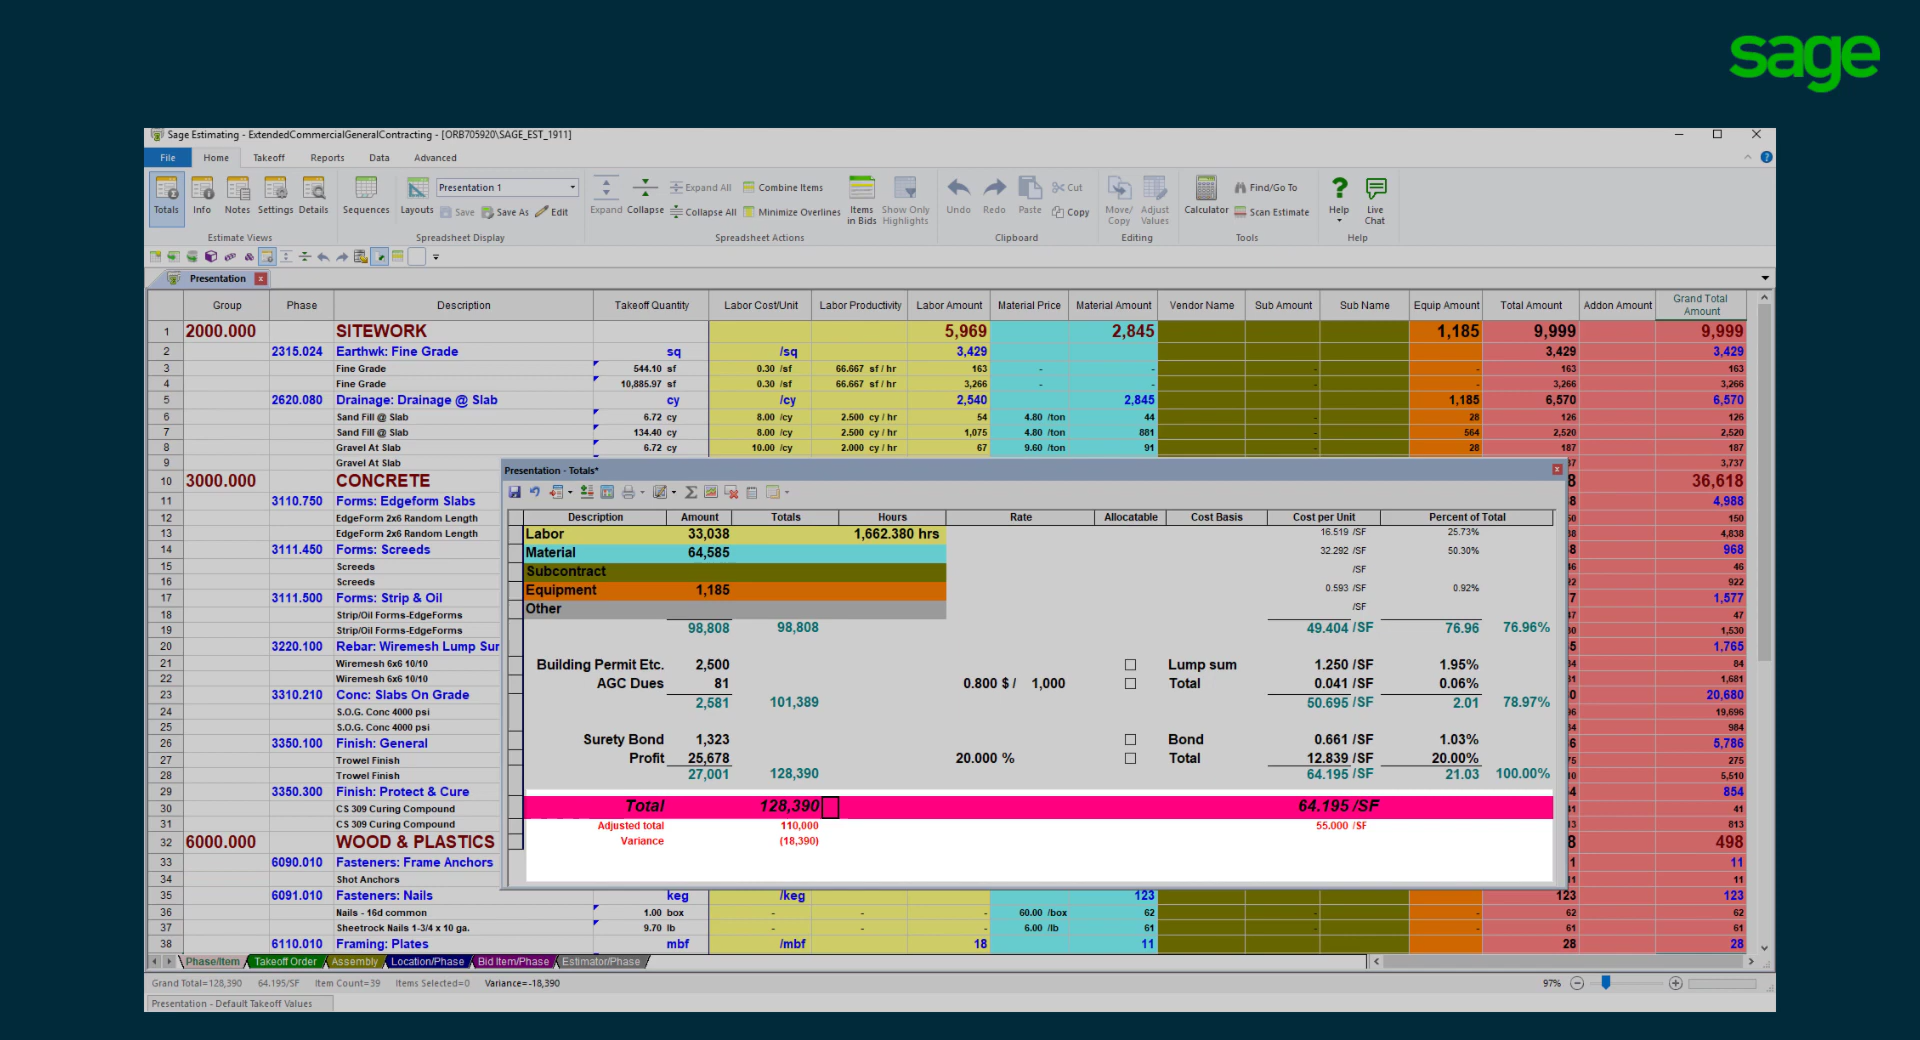 sage
Sage Estimating - ExtendedCommercialGeneralContracting - [ORB705920\SAGE_EST_1911]
File Home Takeoff Reports Data Advanced
Totals Info Notes Settings Details Sequences Layouts Presentation 1 Save Save As Edit
Expand Collapse Expand All Collapse All Combine Items Minimize Overlines Items in Bids Show Only Highlights
Undo Redo Paste Cut Copy Move/ Copy Adjust Values Calculator Find/Go To Scan Estimate Help Live Chat
Estimate Views Spreadsheet Display Spreadsheet Actions Clipboard Editing Tools Help
Presentation
Group Phase Description Takeoff Quantity Labor Cost/Unit Labor Productivity Labor Amount Material Price Material Amount Vendor Name Sub Amount Sub Name Equip Amount Total Amount Addon Amount Grand Total Amount
1 2000.000 SITEWORK 5,969 2,845 1,185 9,999 9,999
2 2315.024 Earthwk: Fine Grade sq /sq 3,429 3,429 3,429
3 Fine Grade 544.10 sf 0.30 /sf 66.667 sf / hr 163 - - - - 163 163
4 Fine Grade 10,885.97 sf 0.30 /sf 66.667 sf / hr 3,266 - - - - 3,266 3,266
5 2620.080 Drainage: Drainage @ Slab cy /cy 2,540 2,845 1,185 6,570 6,570
6 Sand Fill @ Slab 6.72 cy 8.00 /cy 2.500 cy / hr 54 4.80 /ton 44 - 28 126 126
7 Sand Fill @ Slab 134.40 cy 8.00 /cy 2.500 cy / hr 1,075 4.80 /ton 881 - 564 2,520 2,520
8 Gravel At Slab 6.72 cy 10.00 /cy 2.000 cy / hr 67 9.60 /ton 91 - 28 187 187
9 Gravel At Slab 3,737
10 3000.000 CONCRETE 36,618
11 3110.750 Forms: Edgeform Slabs 4,988
12 EdgeForm 2x6 Random Length 150
13 EdgeForm 2x6 Random Length 4,838
14 3111.450 Forms: Screeds 968
15 Screeds 46
16 Screeds 922
17 3111.500 Forms: Strip & Oil 1,577
18 Strip/Oil Forms-EdgeForms 47
19 Strip/Oil Forms-EdgeForms 1,530
20 3220.100 Rebar: Wiremesh Lump Sur 1,765
21 Wiremesh 6x6 10/10 84
22 Wiremesh 6x6 10/10 1,681
23 3310.210 Conc: Slabs On Grade 20,680
24 S.O.G. Conc 4000 psi 19,696
25 S.O.G. Conc 4000 psi 984
26 3350.100 Finish: General 5,786
27 Trowel Finish 275
28 Trowel Finish 5,510
29 3350.300 Finish: Protect & Cure 854
30 CS 309 Curing Compound 41
31 CS 309 Curing Compound 813
32 6000.000 WOOD & PLASTICS 498
33 6090.010 Fasteners: Frame Anchors 11
34 Shot Anchors 11
35 6091.010 Fasteners: Nails keg /keg 123 123 123
36 Nails - 16d common 1.00 box - - - 60.00 /box 62 - - 62 62
37 Sheetrock Nails 1-3/4 x 10 ga. 9.70 lb - - - 6.00 /lb 61 - - 61 61
38 6110.010 Framing: Plates mbf /mbf 18 11 28 28
Presentation - Totals*
Description Amount Totals Hours Rate Allocatable Cost Basis Cost per Unit Percent of Total
Labor 33,038 1,662.380 hrs 16.519 /SF 25.73%
Material 64,585 32.292 /SF 50.30%
Subcontract /SF
Equipment 1,185 0.593 /SF 0.92%
Other /SF
98,808 98,808 49.404 /SF 76.96 76.96%
Building Permit Etc. 2,500 Lump sum 1.250 /SF 1.95%
AGC Dues 81 0.800 $ / 1,000 Total 0.041 /SF 0.06%
2,581 101,389 50.695 /SF 2.01 78.97%
Surety Bond 1,323 Bond 0.661 /SF 1.03%
Profit 25,678 20.000 % Total 12.839 /SF 20.00%
27,001 128,390 64.195 /SF 21.03 100.00%
Total 128,390 64.195 /SF
Adjusted total 110,000 55.000 /SF
Variance (18,390)
Phase/Item Takeoff Order Assembly Location/Phase Bid Item/Phase Estimator/Phase
Grand Total=128,390 64.195/SF Item Count=39 Items Selected=0 Variance=-18,390 97%
Presentation - Default Takeoff Values